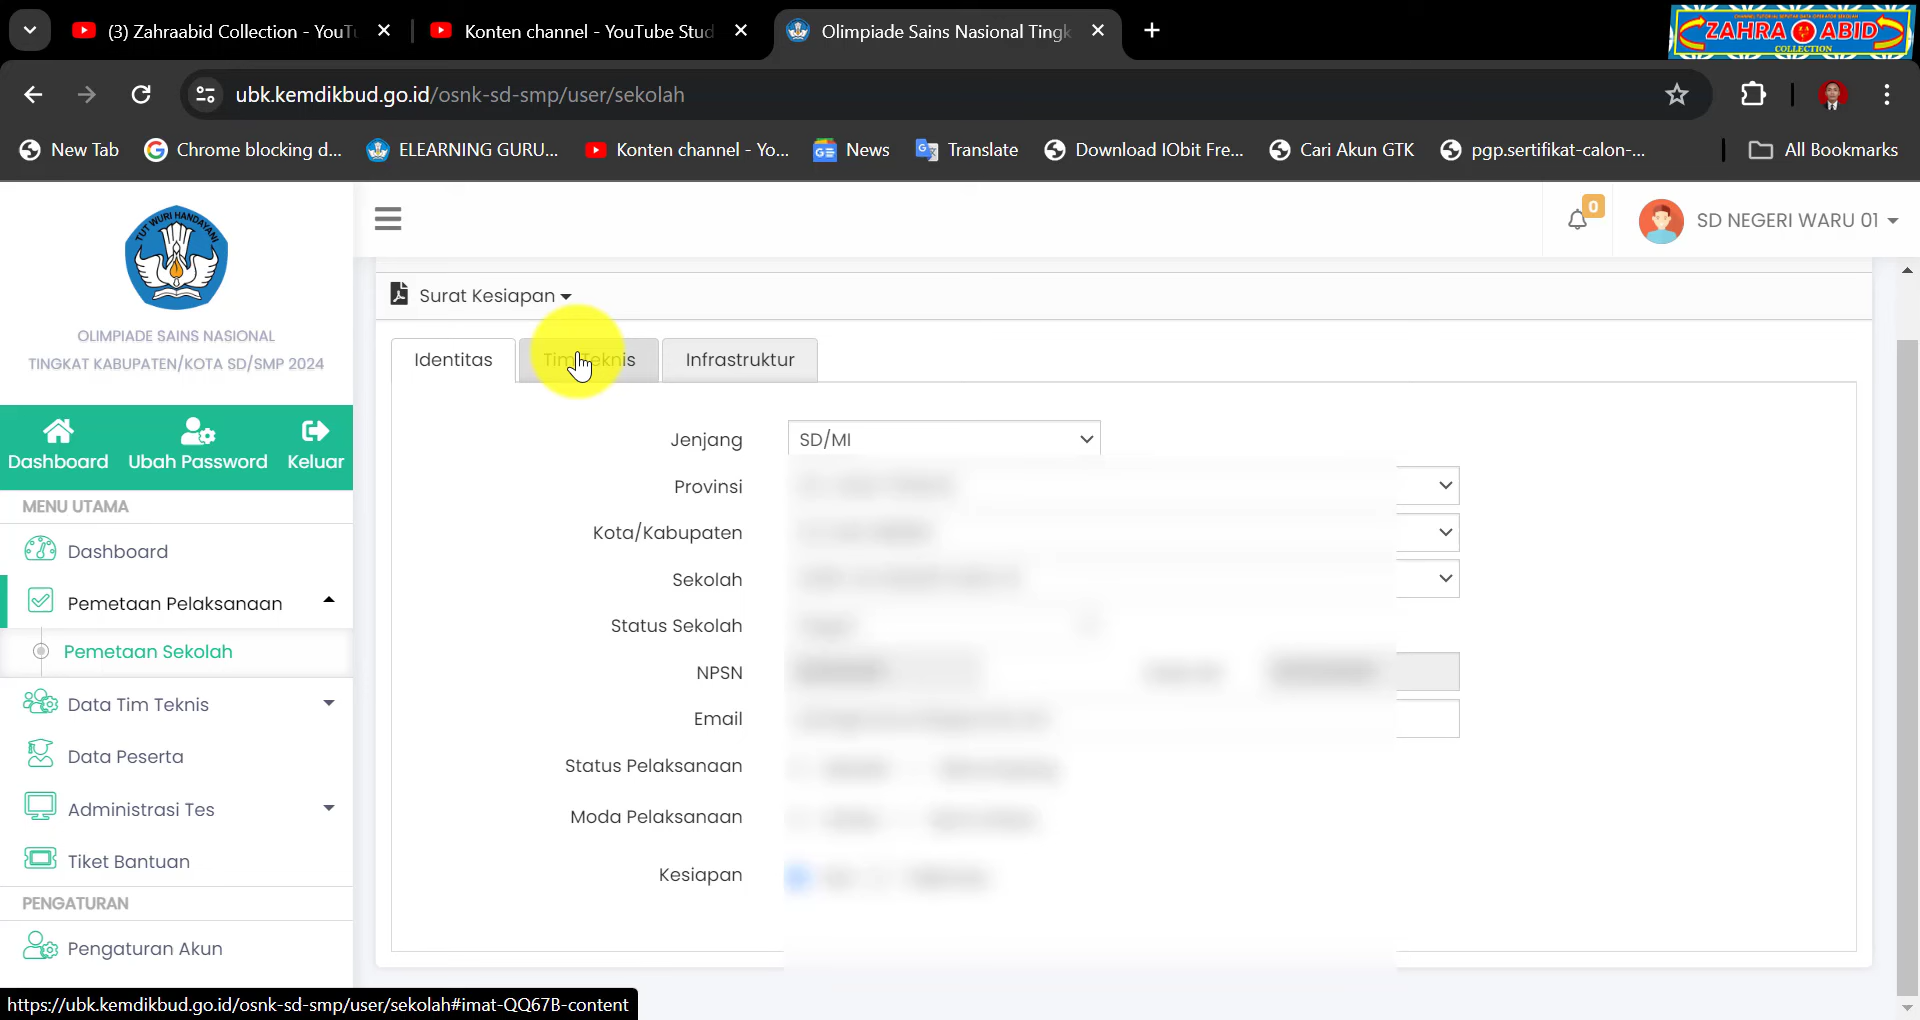 (3) Zahraabid Collection - YouTu
Konten channel - YouTube Stud
Olimpiade Sains Nasional Tingk
ZAHRA ABID
COLLECTION
ubk.kemdikbud.go.id/osnk-sd-smp/user/sekolah
New Tab
Chrome blocking d...
ELEARNING GURU...
Konten channel - Yo...
News
Translate
Download IObit Fre...
Cari Akun GTK
pgp.sertifikat-calon-...
All Bookmarks
TUT WURI HANDAYANI
OLIMPIADE SAINS NASIONAL
TINGKAT KABUPATEN/KOTA SD/SMP 2024
0
SD NEGERI WARU 01
Surat Kesiapan
Identitas
Tim Teknis
Infrastruktur
Dashboard
Ubah Password
Keluar
MENU UTAMA
Dashboard
Pemetaan Pelaksanaan
Pemetaan Sekolah
Data Tim Teknis
Data Peserta
Administrasi Tes
Tiket Bantuan
PENGATURAN
Pengaturan Akun
Jenjang
SD/MI
Provinsi
Kota/Kabupaten
Sekolah
Status Sekolah
NPSN
Email
Status Pelaksanaan
Moda Pelaksanaan
Kesiapan
https://ubk.kemdikbud.go.id/osnk-sd-smp/user/sekolah#imat-QQ67B-content